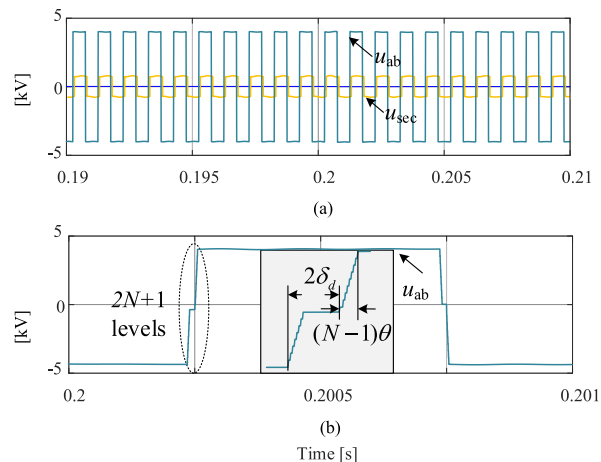 5
u_ab
[kV]
0
u_sec
-5
0.19
0.195
0.2
0.205
0.21
(a)
5
2N+1
levels
2δ_d
u_ab
[kV]
0
(N−1)θ
-5
0.2
0.2005
0.201
(b)
Time [s]